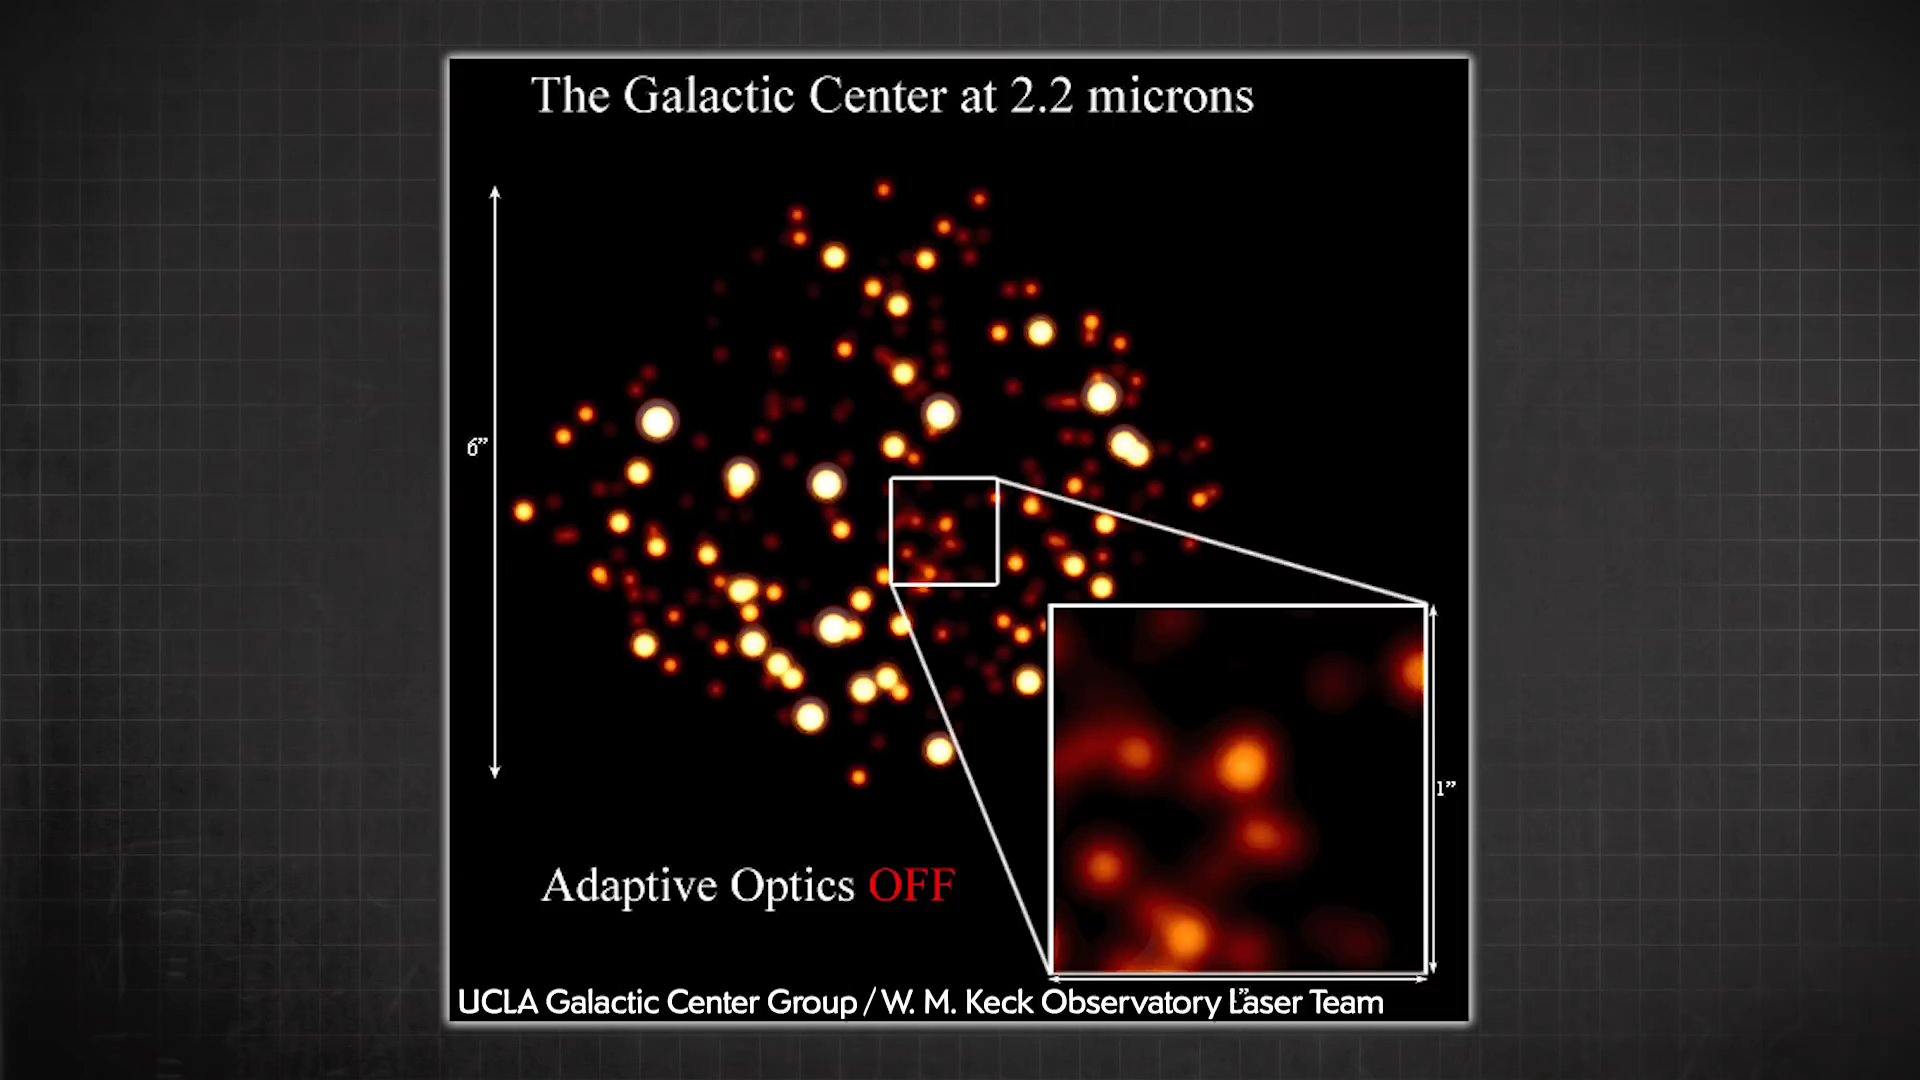 The Galactic Center at 2.2 microns
6”
1”
Adaptive Optics OFF
1”
UCLA Galactic Center Group / W. M. Keck Observatory Laser Team